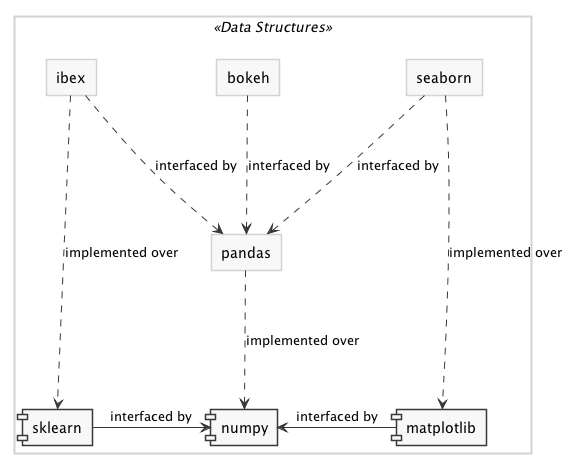 «Data Structures»
ibex
bokeh
seaborn
interfaced by
interfaced by
interfaced by
implemented over
pandas
implemented over
implemented over
sklearn
interfaced by
numpy
interfaced by
matplotlib